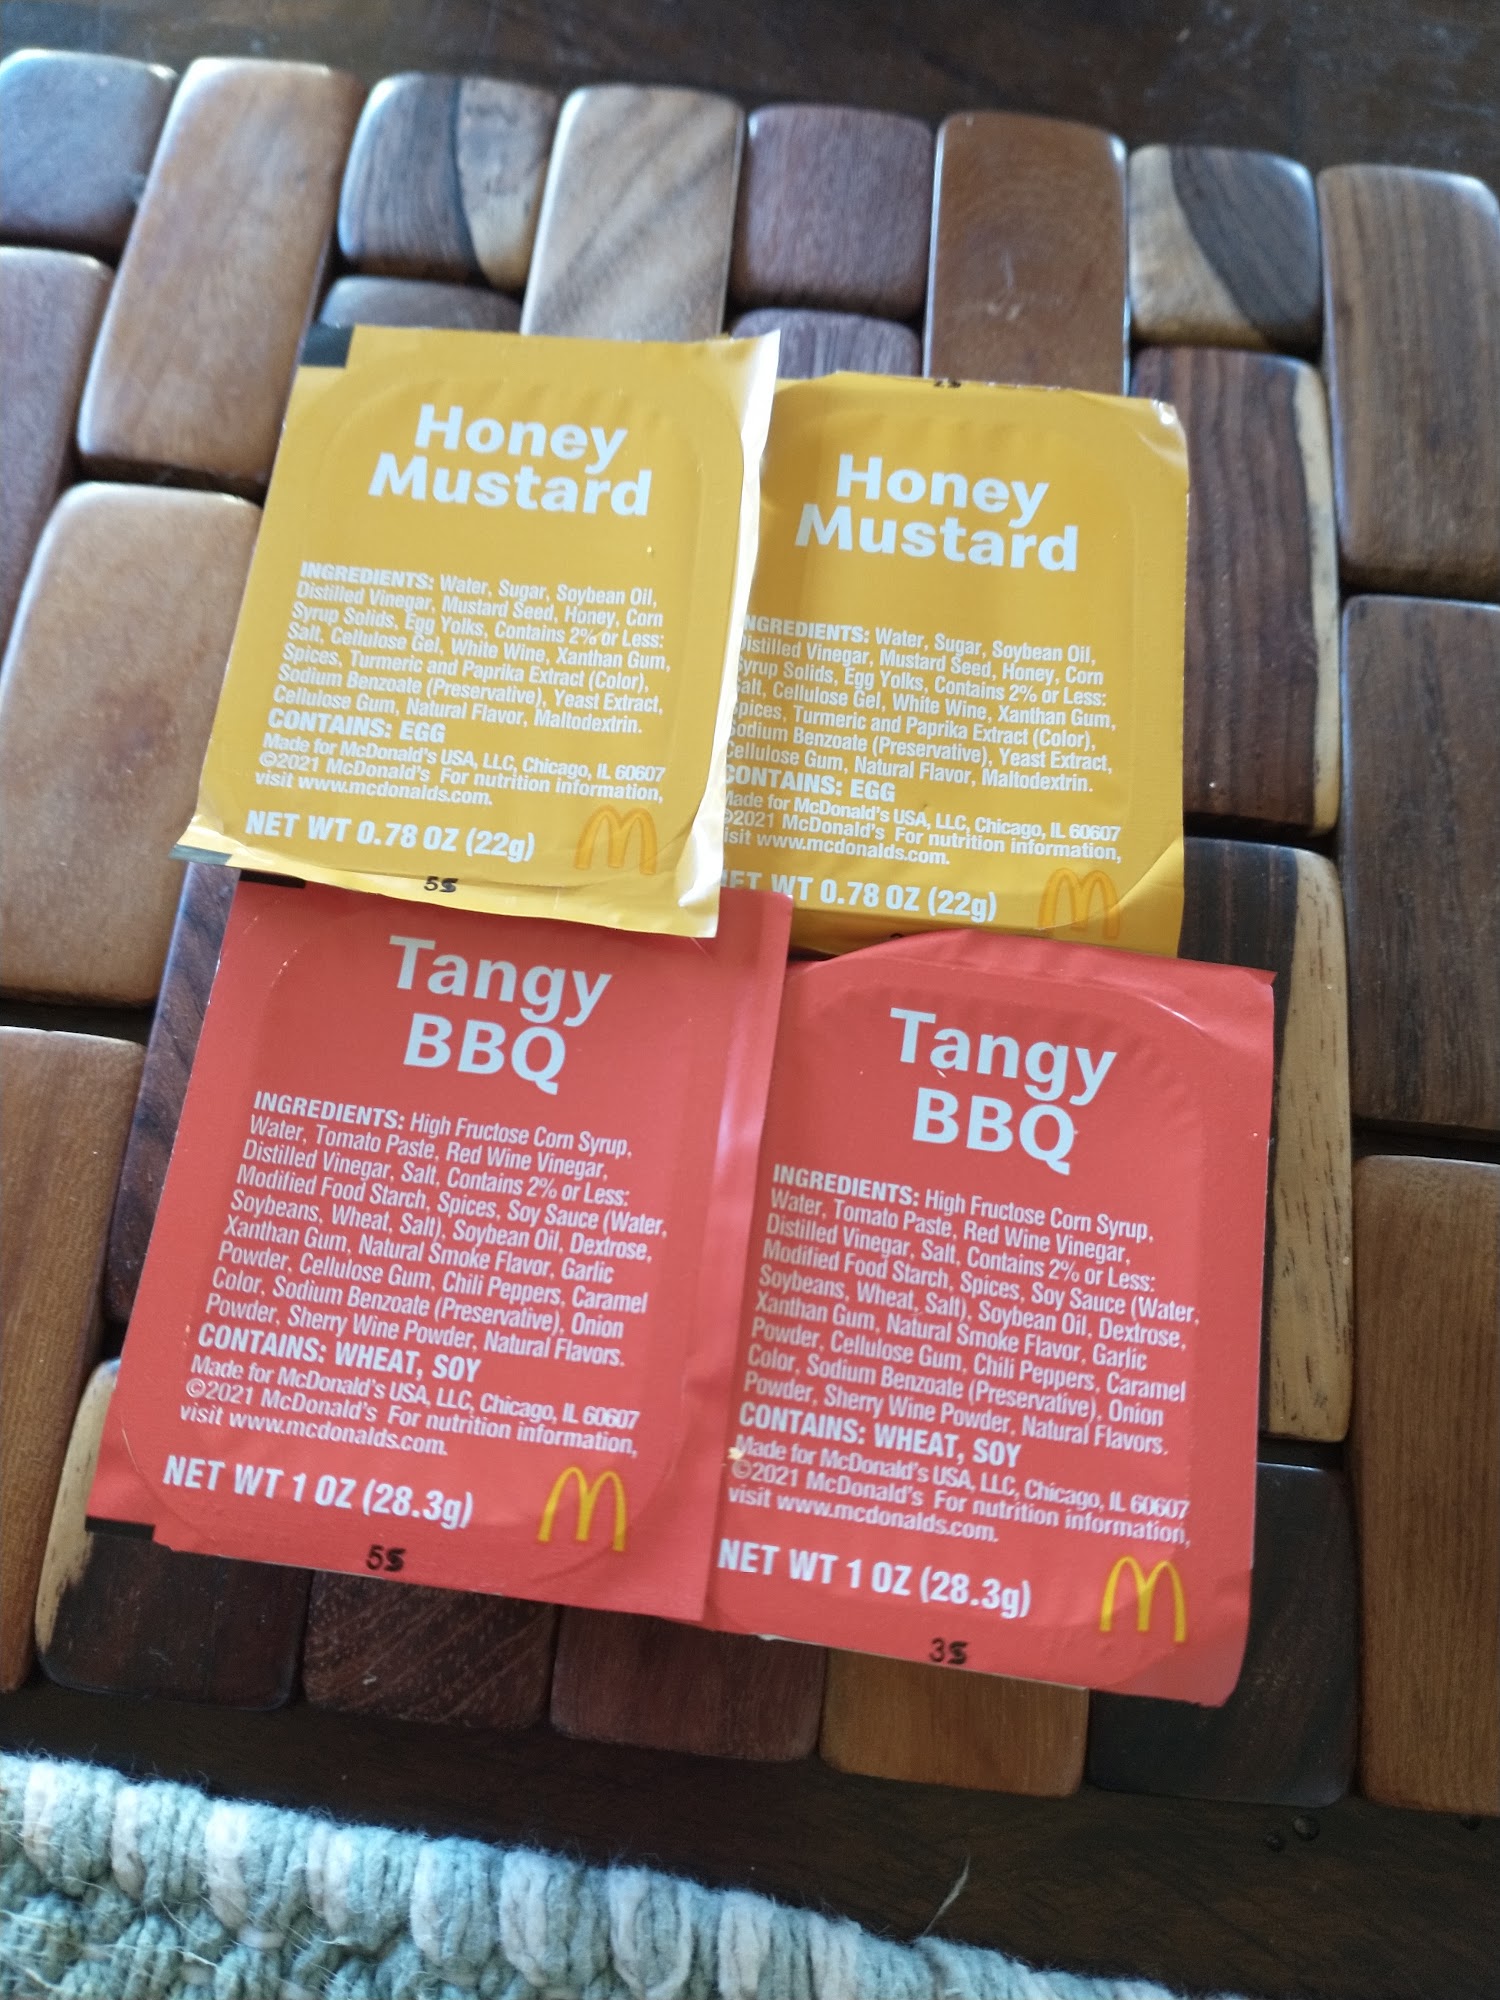 Honey
Mustard
INGREDIENTS: Water, Sugar, Soybean Oil,
Distilled Vinegar, Mustard Seed, Honey, Corn
Syrup Solids, Egg Yolks, Contains 2% or Less:
Salt, Cellulose Gel, White Wine, Xanthan Gum,
Spices, Turmeric and Paprika Extract (Color),
Sodium Benzoate (Preservative), Yeast Extract,
Cellulose Gum, Natural Flavor, Maltodextrin.
CONTAINS: EGG
Made for McDonald's USA, LLC, Chicago, IL 60607
©2021 McDonald's For nutrition information,
visit www.mcdonalds.com.
NET WT 0.78 OZ (22g)
5S
Honey
Mustard
NGREDIENTS: Water, Sugar, Soybean Oil,
istilled Vinegar, Mustard Seed, Honey, Corn
yrup Solids, Egg Yolks, Contains 2% or Less:
alt, Cellulose Gel, White Wine, Xanthan Gum,
pices, Turmeric and Paprika Extract (Color),
odium Benzoate (Preservative), Yeast Extract,
Cellulose Gum, Natural Flavor, Maltodextrin.
CONTAINS: EGG
Made for McDonald's USA, LLC, Chicago, IL 60607
©2021 McDonald's For nutrition information,
isit www.mcdonalds.com.
ET WT 0.78 OZ (22g)
Tangy
BBQ
INGREDIENTS: High Fructose Corn Syrup,
Water, Tomato Paste, Red Wine Vinegar,
Distilled Vinegar, Salt, Contains 2% or Less:
Modified Food Starch, Spices, Soy Sauce (Water,
Soybeans, Wheat, Salt), Soybean Oil, Dextrose,
Xanthan Gum, Natural Smoke Flavor, Garlic
Powder, Cellulose Gum, Chili Peppers, Caramel
Color, Sodium Benzoate (Preservative), Onion
Powder, Sherry Wine Powder, Natural Flavors.
CONTAINS: WHEAT, SOY
Made for McDonald's USA, LLC, Chicago, IL 60607
©2021 McDonald's For nutrition information,
visit www.mcdonalds.com.
NET WT 1 OZ (28.3g)
5S
Tangy
BBQ
INGREDIENTS: High Fructose Corn Syrup,
Water, Tomato Paste, Red Wine Vinegar,
Distilled Vinegar, Salt, Contains 2% or Less:
Modified Food Starch, Spices, Soy Sauce (Water,
Soybeans, Wheat, Salt), Soybean Oil, Dextrose,
Xanthan Gum, Natural Smoke Flavor, Garlic
Powder, Cellulose Gum, Chili Peppers, Caramel
Color, Sodium Benzoate (Preservative), Onion
Powder, Sherry Wine Powder, Natural Flavors.
CONTAINS: WHEAT, SOY
Made for McDonald's USA, LLC, Chicago, IL 60607
©2021 McDonald's For nutrition information,
visit www.mcdonalds.com.
NET WT 1 OZ (28.3g)
3S